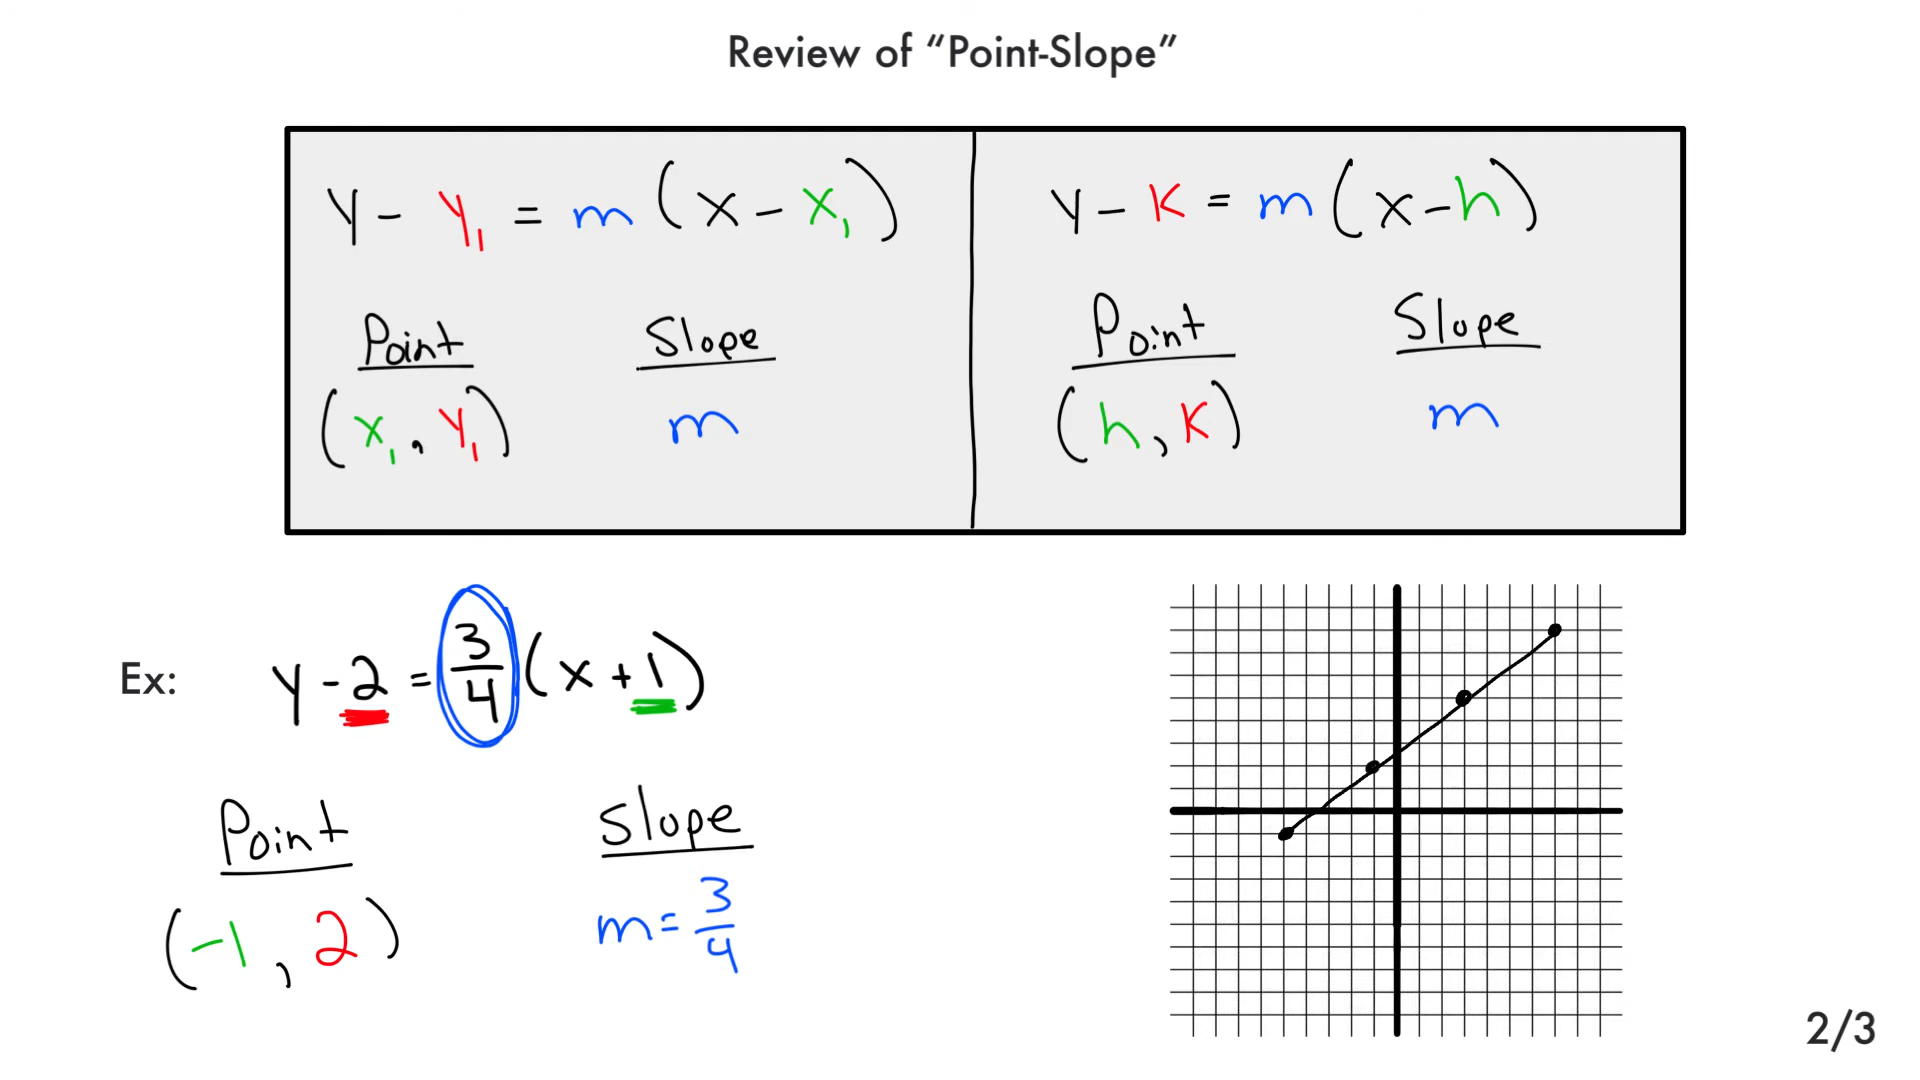 Review of “Point-Slope”
y - y₁ = m (x - x₁)
Point Slope
(x₁, y₁) m
y - k = m (x - h)
Point Slope
(h, k) m
Ex: y - 2 = 3/4 (x + 1)
Point Slope
(-1, 2) m = 3/4
2/3